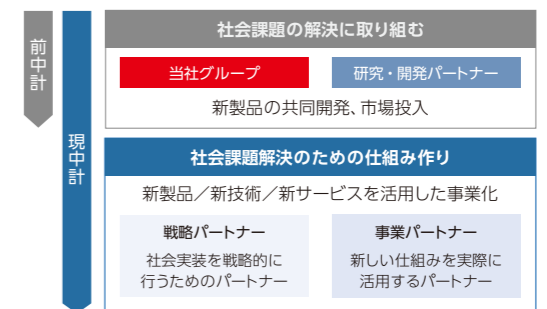 前中計
現中計
社会課題の解決に取り組む
当社グループ
研究・開発パートナー
新製品の共同開発、市場投入
社会課題解決のための仕組み作り
新製品／新技術／新サービスを活用した事業化
戦略パートナー
社会実装を戦略的に
行うためのパートナー
事業パートナー
新しい仕組みを実際に
活用するパートナー